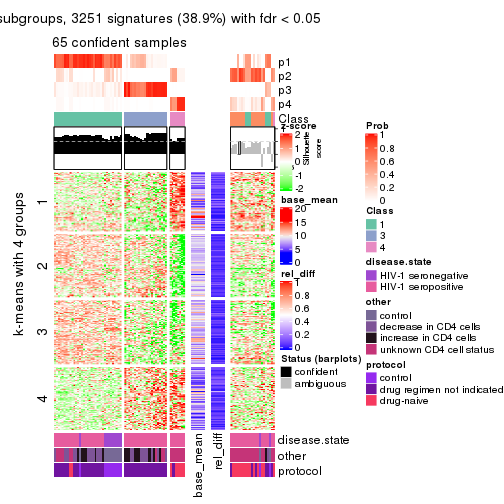 subgroups, 3251 signatures (38.9%) with fdr < 0.05
65 confident samples
p1
p2
p3
p4
Class
z-score
2
1
0
-1
-2
Silhouette
score
base_mean
20
15
10
5
0
rel_diff
1
0.8
0.6
0.4
0.2
0
Status (barplots)
confident
ambiguous
Prob
1
0.8
0.6
0.4
0.2
0
Class
1
3
4
disease.state
HIV-1 seronegative
HIV-1 seropositive
other
control
decrease in CD4 cells
increase in CD4 cells
unknown CD4 cell status
protocol
control
drug regimen not indicated
drug-naive
k-means with 4 groups
1
2
3
4
disease.state
other
protocol
base_mean
rel_diff